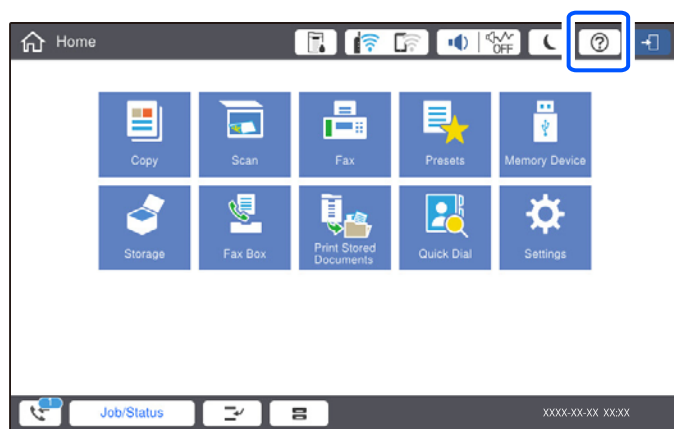 Home
OFF
?
Copy
Scan
Fax
Presets
Memory Device
Storage
Fax Box
Print Stored
Documents
Quick Dial
Settings
1
Job/Status
XXXX-XX-XX XX:XX